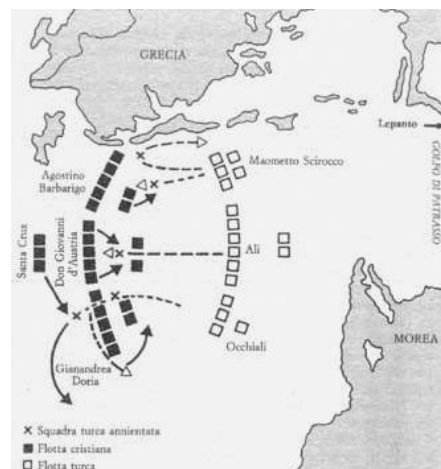 GRECIA
Lepanto
GOLFO DI PATRASSO
Agostino
Barbarigo
Maometto Scirocco
Santa Cruz
Don Giovanni
d'Austria
Alì
MOREA
Occhiali
Gianandrea
Doria
× Squadra turca annientata
Flotta cristiana
Flotta turca